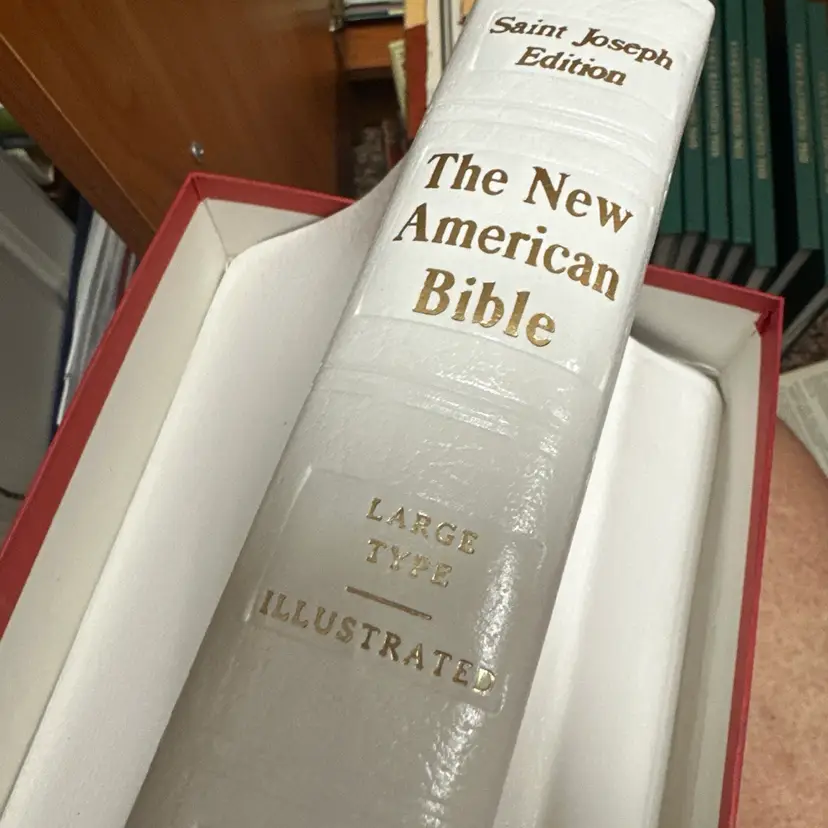 Saint Joseph
Edition
The New
American
Bible
LARGE
TYPE
ILLUSTRATED